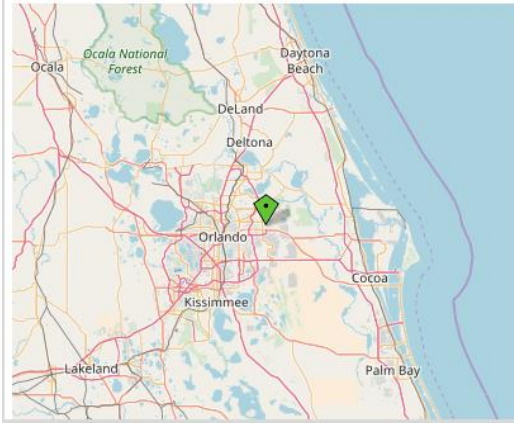 Ocala National
Forest
Daytona
Beach
Ocala
DeLand
Deltona
Orlando
Cocoa
Kissimmee
Lakeland
Palm Bay